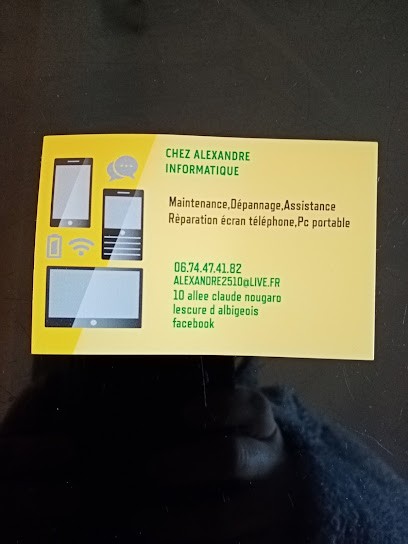 CHEZ ALEXANDRE
INFORMATIQUE
Maintenance,Dépannage,Assistance
Réparation écran téléphone,Pc portable
06.74.47.41.82
ALEXANDRE2510@LIVE.FR
10 allee claude nougaro
lescure d albigeois
facebook